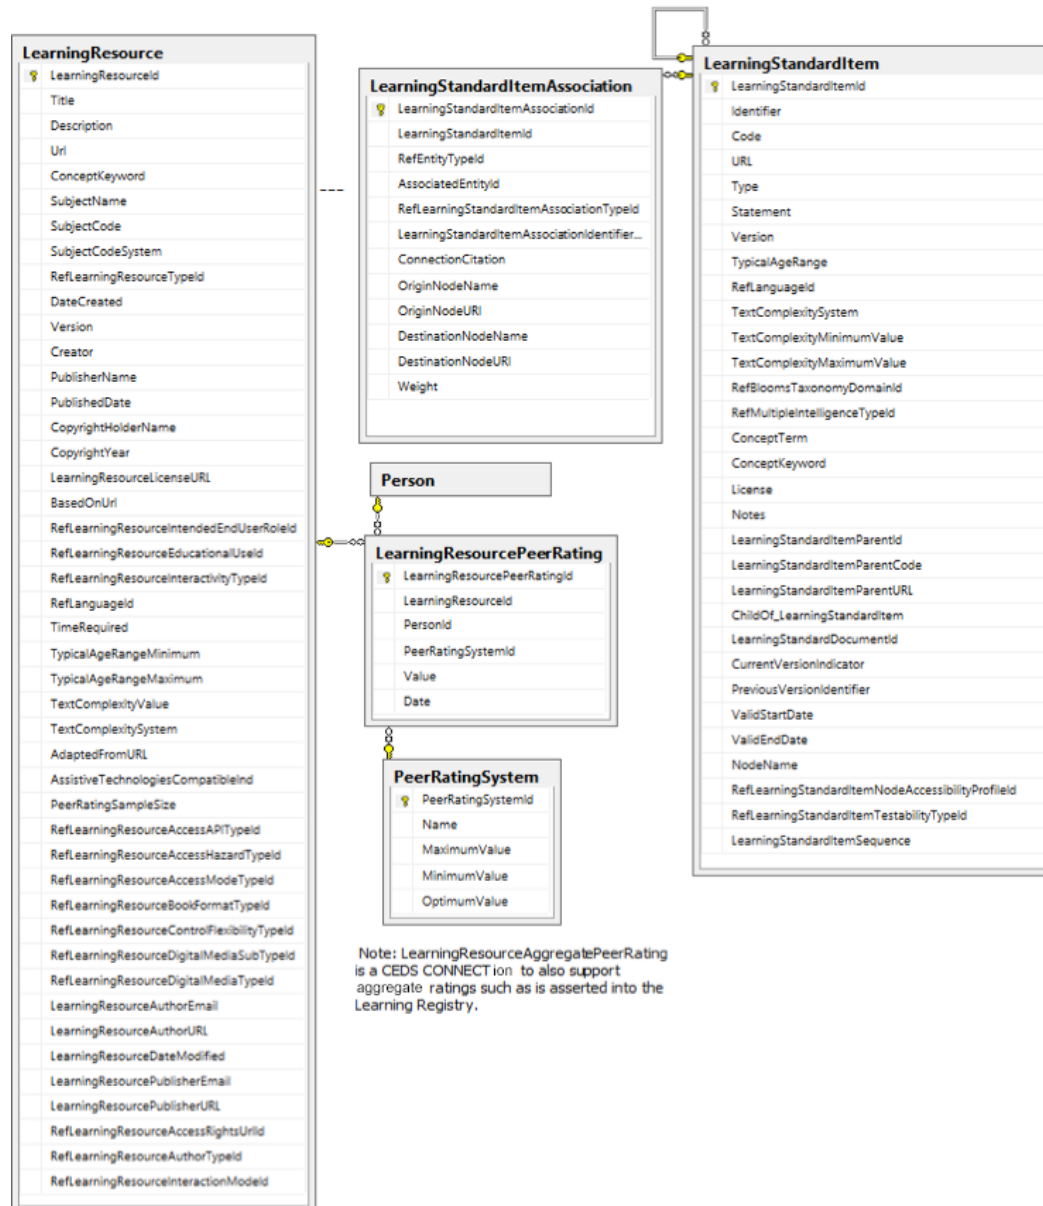 LearningResource
LearningResourceId
Title
Description
Url
ConceptKeyword
SubjectName
SubjectCode
SubjectCodeSystem
RefLearningResourceTypeId
DateCreated
Version
Creator
PublisherName
PublishedDate
CopyrightHolderName
CopyrightYear
LearningResourceLicenseURL
BasedOnUrl
RefLearningResourceIntendedEndUserRoleId
RefLearningResourceEducationalUseId
RefLearningResourceInteractivityTypeId
RefLanguageId
TimeRequired
TypicalAgeRangeMinimum
TypicalAgeRangeMaximum
TextComplexityValue
TextComplexitySystem
AdaptedFromURL
AssistiveTechnologiesCompatibleInd
PeerRatingSampleSize
RefLearningResourceAccessAPITypeId
RefLearningResourceAccessHazardTypeId
RefLearningResourceAccessModeTypeId
RefLearningResourceBookFormatTypeId
RefLearningResourceControlFlexibilityTypeId
RefLearningResourceDigitalMediaSubTypeId
RefLearningResourceDigitalMediaTypeId
LearningResourceAuthorEmail
LearningResourceAuthorURL
LearningResourceDateModified
LearningResourcePublisherEmail
LearningResourcePublisherURL
RefLearningResourceAccessRightsUrlId
RefLearningResourceAuthorTypeId
RefLearningResourceInteractionModeId
LearningStandardItemAssociation
LearningStandardItemAssociationId
LearningStandardItemId
RefEntityTypeId
AssociatedEntityId
RefLearningStandardItemAssociationTypeId
LearningStandardItemAssociationIdentifier...
ConnectionCitation
OriginNodeName
OriginNodeURI
DestinationNodeName
DestinationNodeURI
Weight
Person
LearningResourcePeerRating
LearningResourcePeerRatingId
LearningResourceId
PersonId
PeerRatingSystemId
Value
Date
PeerRatingSystem
PeerRatingSystemId
Name
MaximumValue
MinimumValue
OptimumValue
Note: LearningResourceAggregatePeerRating
is a CEDS CONNECT ion to also support
aggregate ratings such as is asserted into the
Learning Registry.
LearningStandardItem
LearningStandardItemId
Identifier
Code
URL
Type
Statement
Version
TypicalAgeRange
RefLanguageId
TextComplexitySystem
TextComplexityMinimumValue
TextComplexityMaximumValue
RefBloomsTaxonomyDomainId
RefMultipleIntelligenceTypeId
ConceptTerm
ConceptKeyword
License
Notes
LearningStandardItemParentId
LearningStandardItemParentCode
LearningStandardItemParentURL
ChildOf_LearningStandardItem
LearningStandardDocumentId
CurrentVersionIndicator
PreviousVersionIdentifier
ValidStartDate
ValidEndDate
NodeName
RefLearningStandardItemNodeAccessibilityProfileId
RefLearningStandardItemTestabilityTypeId
LearningStandardItemSequence